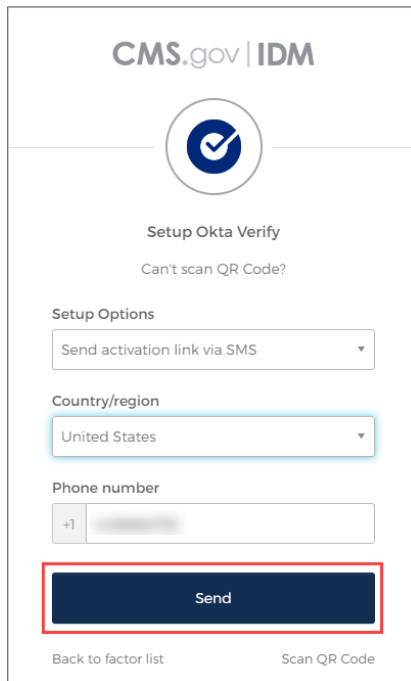 CMS.gov | IDM
Setup Okta Verify
Can't scan QR Code?
Setup Options
Send activation link via SMS
Country/region
United States
Phone number
+1
Send
Back to factor list Scan QR Code